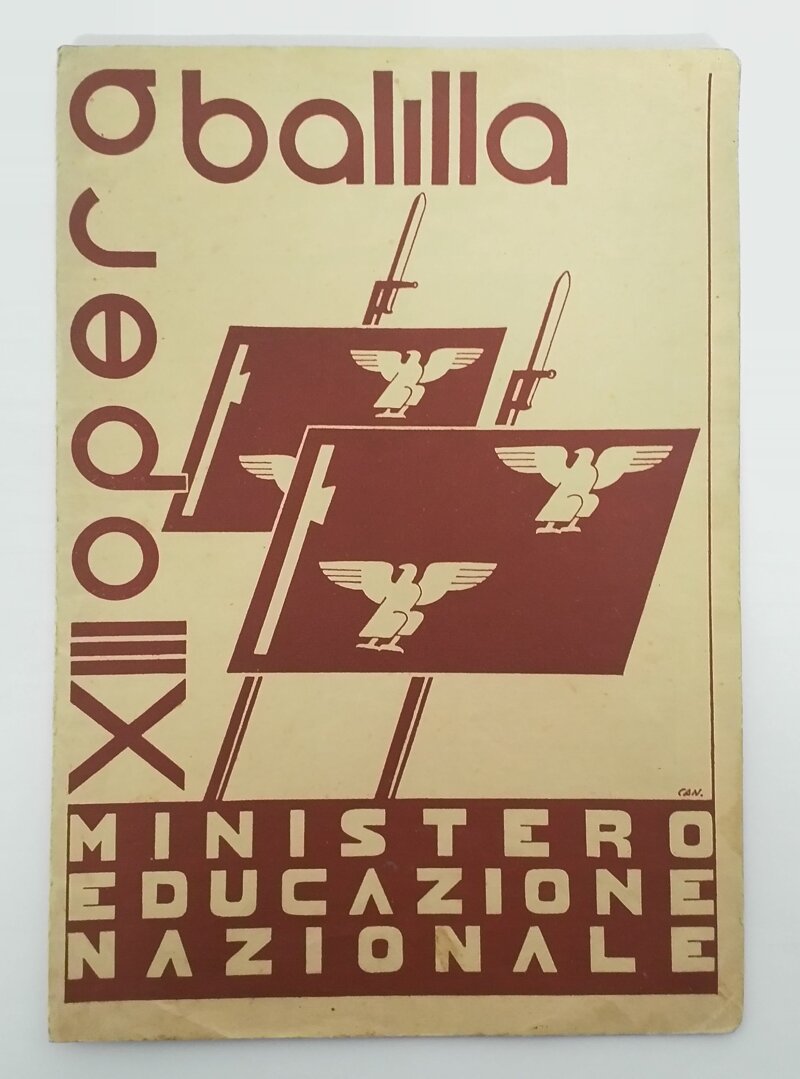 XIII opera
balilla
CAN.
MINISTERO
EDUCAZIONE
NAZIONALE